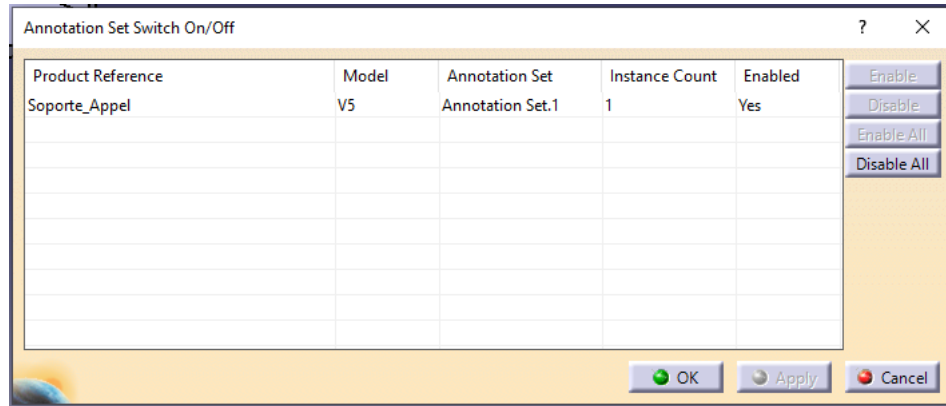 Annotation Set Switch On/Off ?
Product Reference Model Annotation Set Instance Count Enabled Enable
Soporte_Appel V5 Annotation Set.1 1 Yes Disable
Enable All
Disable All
OK Apply Cancel